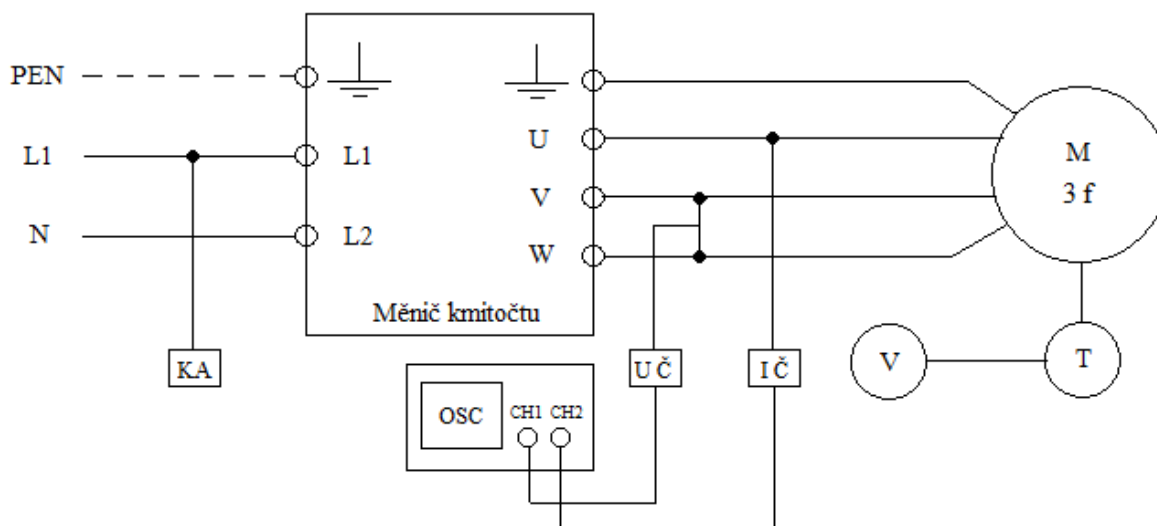 PEN
L1
L1
U
M
3 f
V
N
L2
W
Měnič kmitočtu
KA
U Č
I Č
V
T
OSC
CH1
CH2